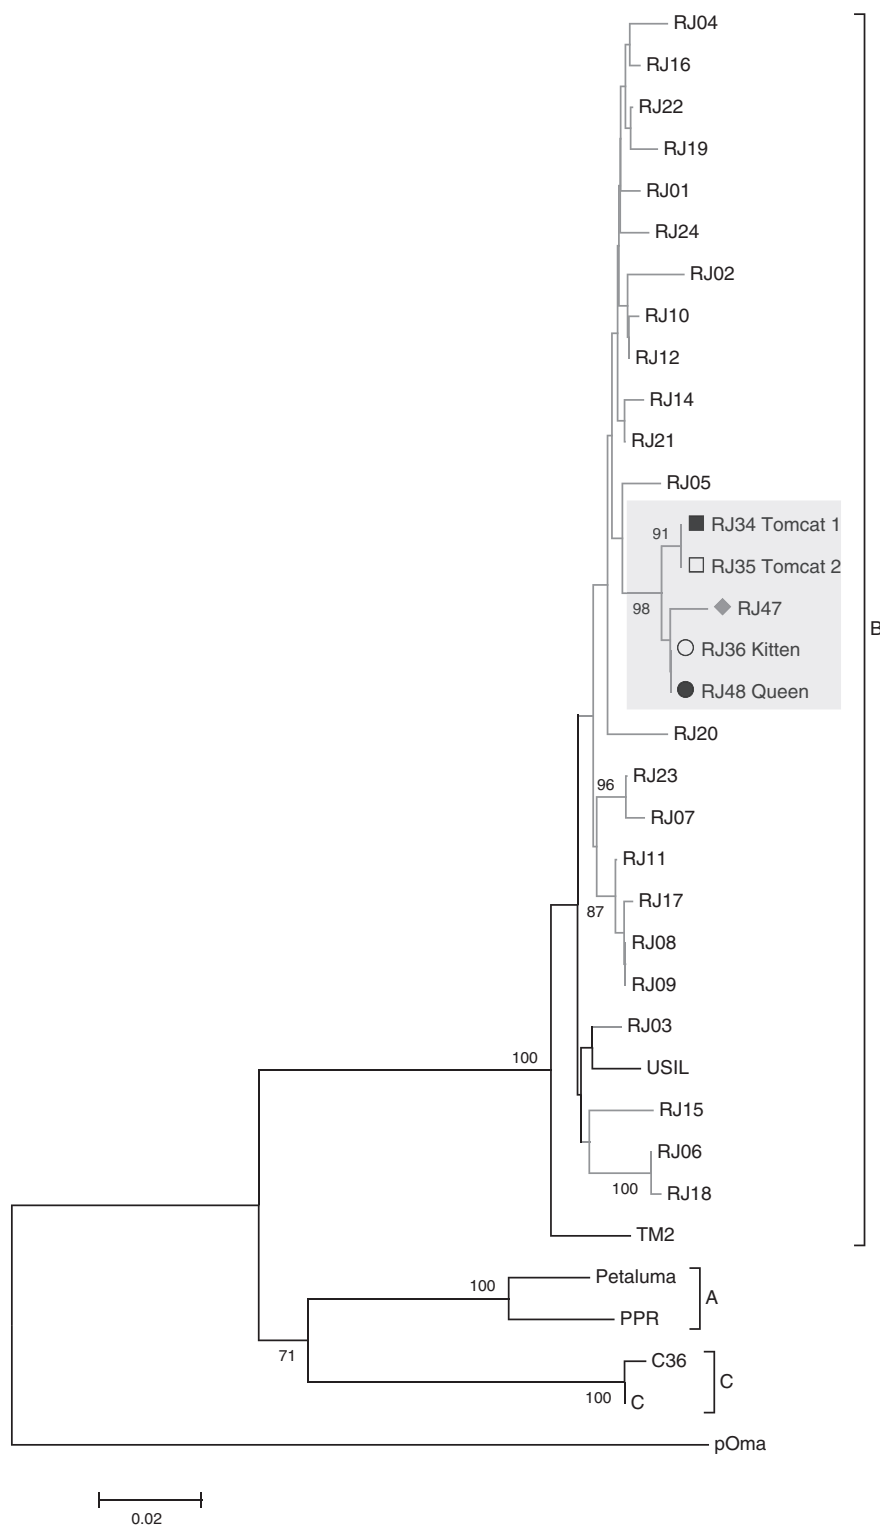 RJ04
RJ16
RJ22
RJ19
RJ01
RJ24
RJ02
RJ10
RJ12
RJ14
RJ21
RJ05
91
RJ34 Tomcat 1
RJ35 Tomcat 2
98
RJ47
B
RJ36 Kitten
RJ48 Queen
RJ20
RJ23
96
RJ07
RJ11
RJ17
87
RJ08
RJ09
RJ03
100
USIL
RJ15
RJ06
100
RJ18
TM2
Petaluma
100
A
PPR
71
C36
C
100
C
pOma
0.02